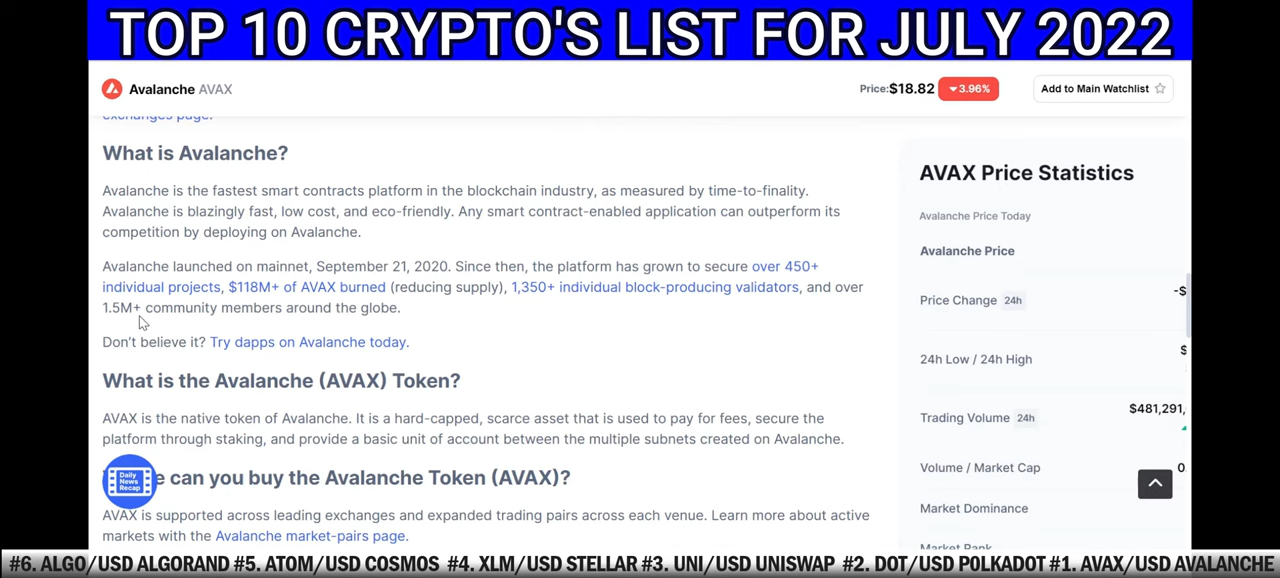 TOP 10 CRYPTO'S LIST FOR JULY 2022
Avalanche AVAX
Price:$18.82 3.96%
Add to Main Watchlist
exchanges page.
What is Avalanche?
Avalanche is the fastest smart contracts platform in the blockchain industry, as measured by time-to-finality.
Avalanche is blazingly fast, low cost, and eco-friendly. Any smart contract-enabled application can outperform its
competition by deploying on Avalanche.
Avalanche launched on mainnet, September 21, 2020. Since then, the platform has grown to secure over 450+
individual projects, $118M+ of AVAX burned (reducing supply), 1,350+ individual block-producing validators, and over
1.5M+ community members around the globe.
Don't believe it? Try dapps on Avalanche today.
What is the Avalanche (AVAX) Token?
AVAX is the native token of Avalanche. It is a hard-capped, scarce asset that is used to pay for fees, secure the
platform through staking, and provide a basic unit of account between the multiple subnets created on Avalanche.
e can you buy the Avalanche Token (AVAX)?
AVAX is supported across leading exchanges and expanded trading pairs across each venue. Learn more about active
markets with the Avalanche market-pairs page.
Daily
News
Recap
AVAX Price Statistics
Avalanche Price Today
Avalanche Price
Price Change 24h
-$
24h Low / 24h High
$
Trading Volume 24h
$481,291,
Volume / Market Cap
0
Market Dominance
Market Rank
#6. ALGO/USD ALGORAND #5. ATOM/USD COSMOS #4. XLM/USD STELLAR #3. UNI/USD UNISWAP #2. DOT/USD P0LKADOT #1. AVAX/USD AVALANCHE